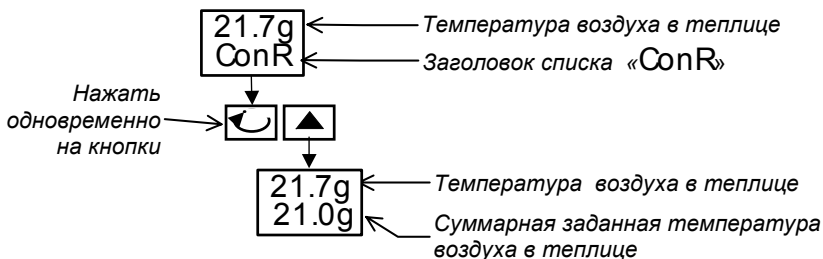 21.7g
Температура воздуха в теплице
ConR
Заголовок списка «ConR»
Нажать
одновременно
на кнопки
21.7g
Температура воздуха в теплице
21.0g
Суммарная заданная температура
воздуха в теплице